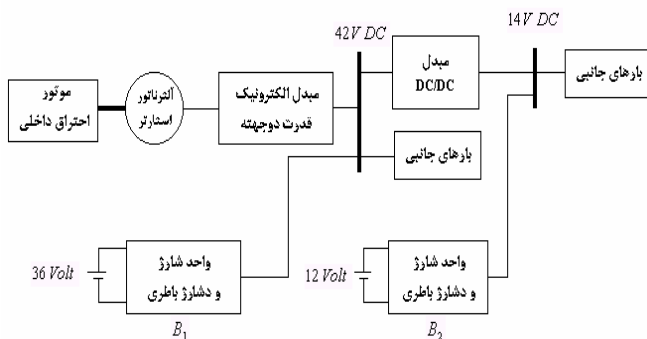 42V DC
14V DC
موتور
احتراق داخلی
آلترناتور
استارتر
مبدل الکترونیک
قدرت دوجهته
مبدل
DC/DC
بارهای جانبی
بارهای جانبی
36 Volt
واحد شارژ
و دشارژ باطری
B₁
12 Volt
واحد شارژ
و دشارژ باطری
B₂